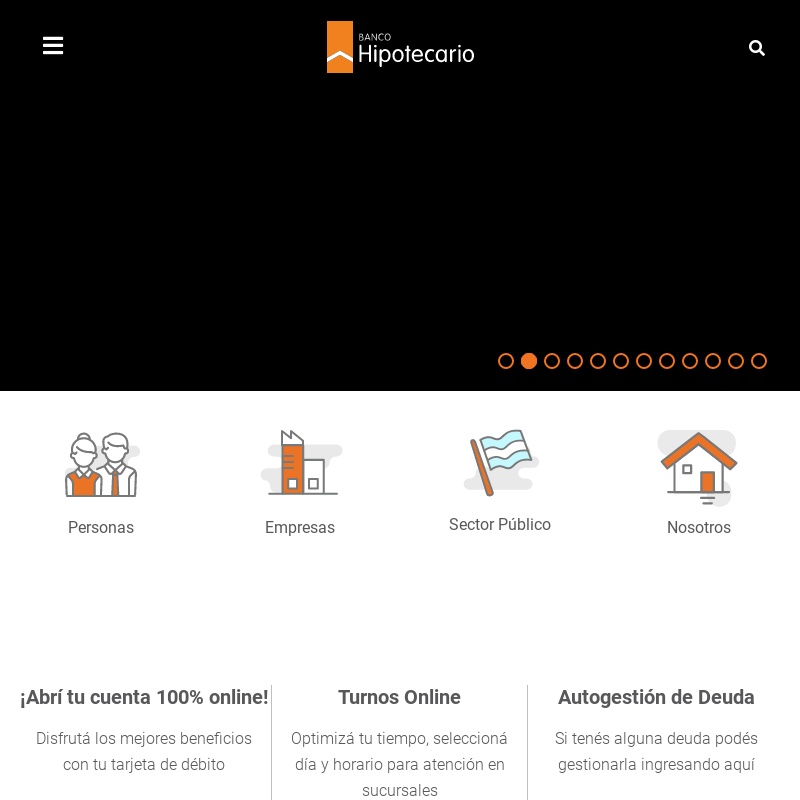 BANCO
Hipotecario
Personas
Empresas
Sector Público
Nosotros
¡Abrí tu cuenta 100% online!
Disfrutá los mejores beneficios
con tu tarjeta de débito
Turnos Online
Optimizá tu tiempo, seleccioná
día y horario para atención en
sucursales
Autogestión de Deuda
Si tenés alguna deuda podés
gestionarla ingresando aquí